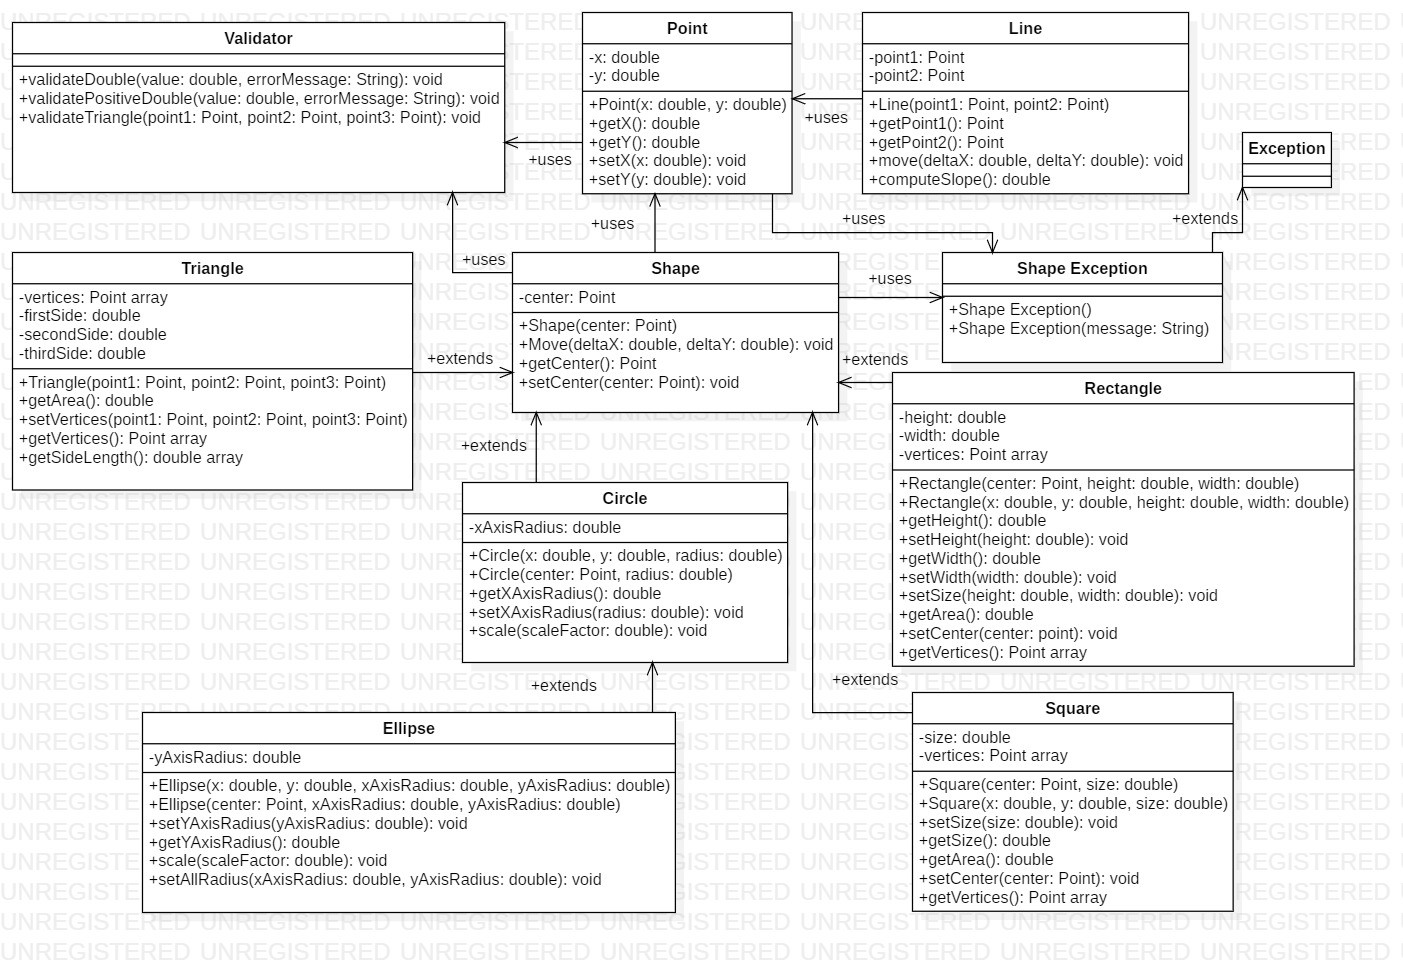 Validator
+validateDouble(value: double, errorMessage: String): void
+validatePositiveDouble(value: double, errorMessage: String): void
+validateTriangle(point1: Point, point2: Point, point3: Point): void
Point
-x: double
-y: double
+Point(x: double, y: double)
+getX(): double
+getY(): double
+setX(x: double): void
+setY(y: double): void
Line
-point1: Point
-point2: Point
+Line(point1: Point, point2: Point)
+getPoint1(): Point
+getPoint2(): Point
+move(deltaX: double, deltaY: double): void
+computeSlope(): double
Exception
+uses
+uses
+uses
+uses
+extends
+uses
+uses
Triangle
-vertices: Point array
-firstSide: double
-secondSide: double
-thirdSide: double
+Triangle(point1: Point, point2: Point, point3: Point)
+getArea(): double
+setVertices(point1: Point, point2: Point, point3: Point)
+getVertices(): Point array
+getSideLength(): double array
+extends
Shape
-center: Point
+Shape(center: Point)
+Move(deltaX: double, deltaY: double): void
+getCenter(): Point
+setCenter(center: Point): void
Shape Exception
+Shape Exception()
+Shape Exception(message: String)
+extends
Rectangle
-height: double
-width: double
-vertices: Point array
+Rectangle(center: Point, height: double, width: double)
+Rectangle(x: double, y: double, height: double, width: double)
+getHeight(): double
+setHeight(height: double): void
+getWidth(): double
+setWidth(width: double): void
+setSize(height: double, width: double): void
+getArea(): double
+setCenter(center: point): void
+getVertices(): Point array
+extends
Circle
-xAxisRadius: double
+Circle(x: double, y: double, radius: double)
+Circle(center: Point, radius: double)
+getXAxisRadius(): double
+setXAxisRadius(radius: double): void
+scale(scaleFactor: double): void
+extends
+extends
Ellipse
-yAxisRadius: double
+Ellipse(x: double, y: double, xAxisRadius: double, yAxisRadius: double)
+Ellipse(center: Point, xAxisRadius: double, yAxisRadius: double)
+setYAxisRadius(yAxisRadius: double): void
+getYAxisRadius(): double
+scale(scaleFactor: double): void
+setAllRadius(xAxisRadius: double, yAxisRadius: double): void
Square
-size: double
-vertices: Point array
+Square(center: Point, size: double)
+Square(x: double, y: double, size: double)
+setSize(size: double): void
+getSize(): double
+getArea(): double
+setCenter(center: Point): void
+getVertices(): Point array
UNREGISTERED UNREGISTERED UNREGISTERED UNREGISTERED UNREGISTERED UNREGISTERED UNREGISTERED